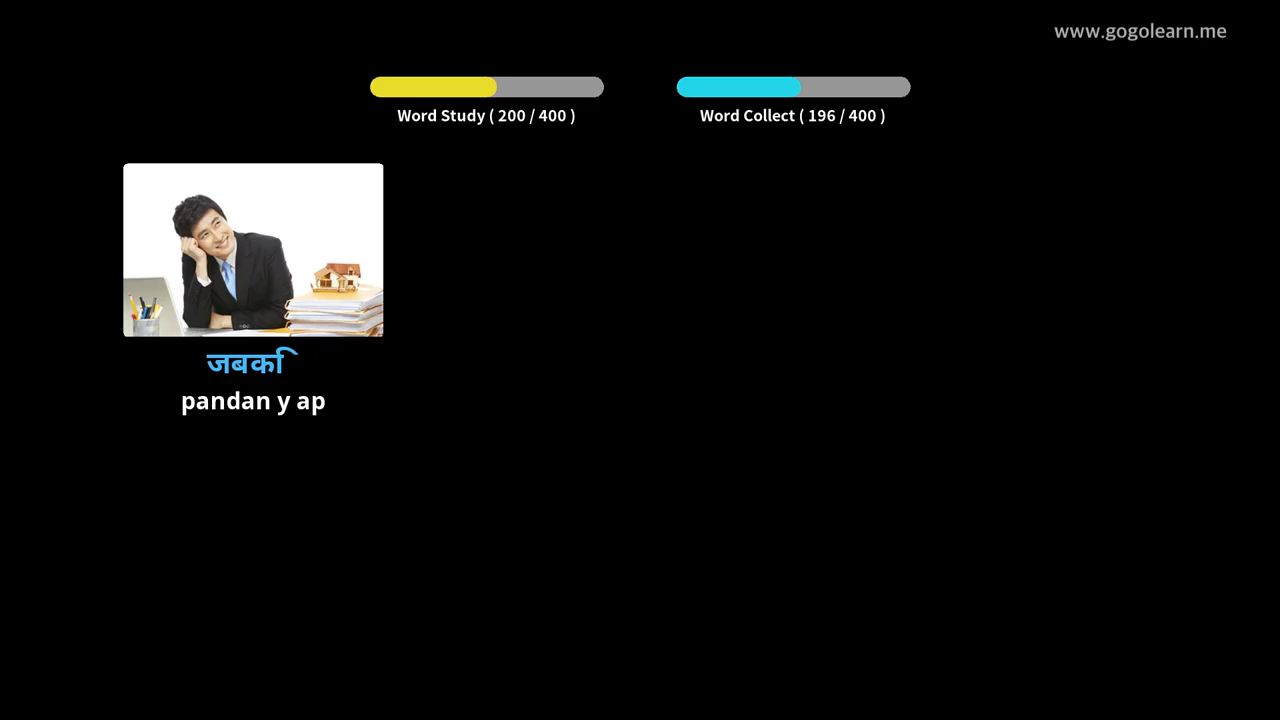 www.gogolearn.me
Word Study ( 200 / 400 )
Word Collect ( 196 / 400 )
जबकि
pandan y ap